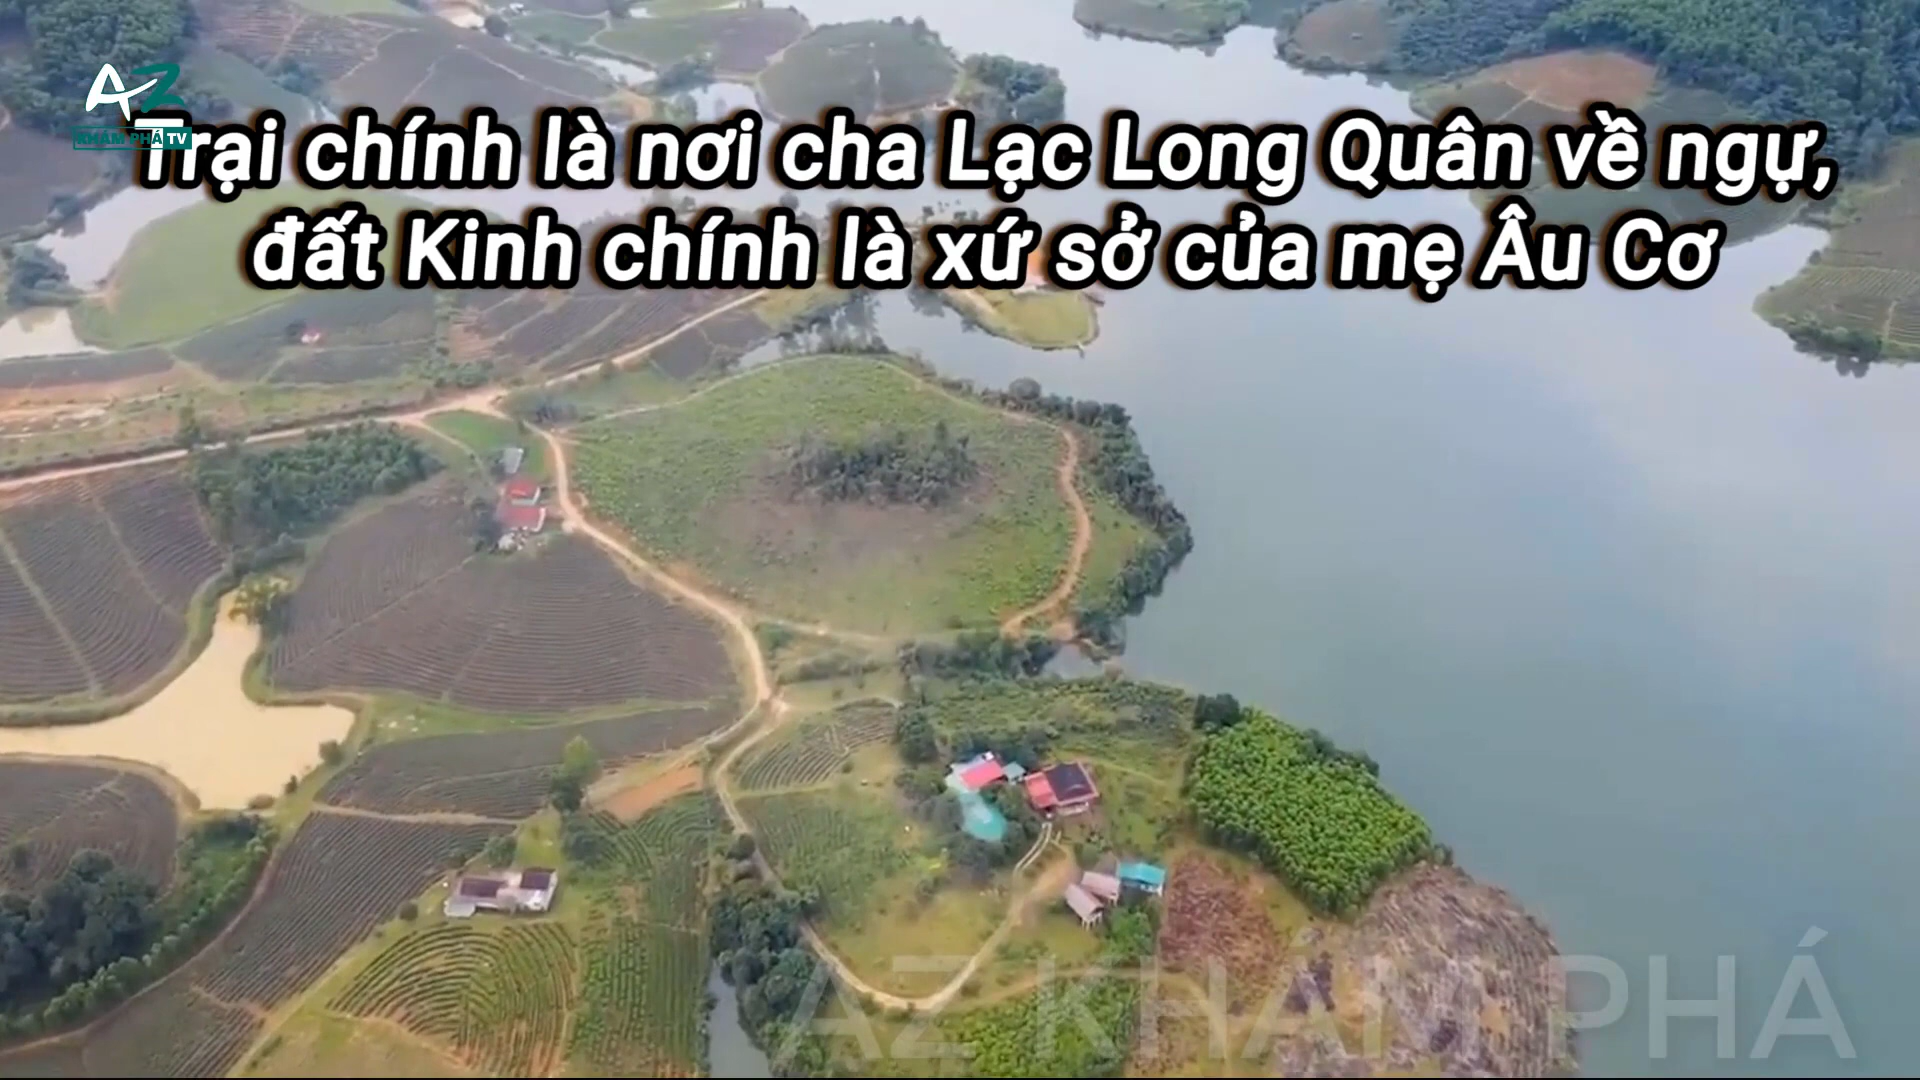 AZ
KHÁM PHÁ TV
Trại chính là nơi cha Lạc Long Quân về ngự,
đất Kinh chính là xứ sở của mẹ Âu Cơ
AZ KHÁM PHÁ